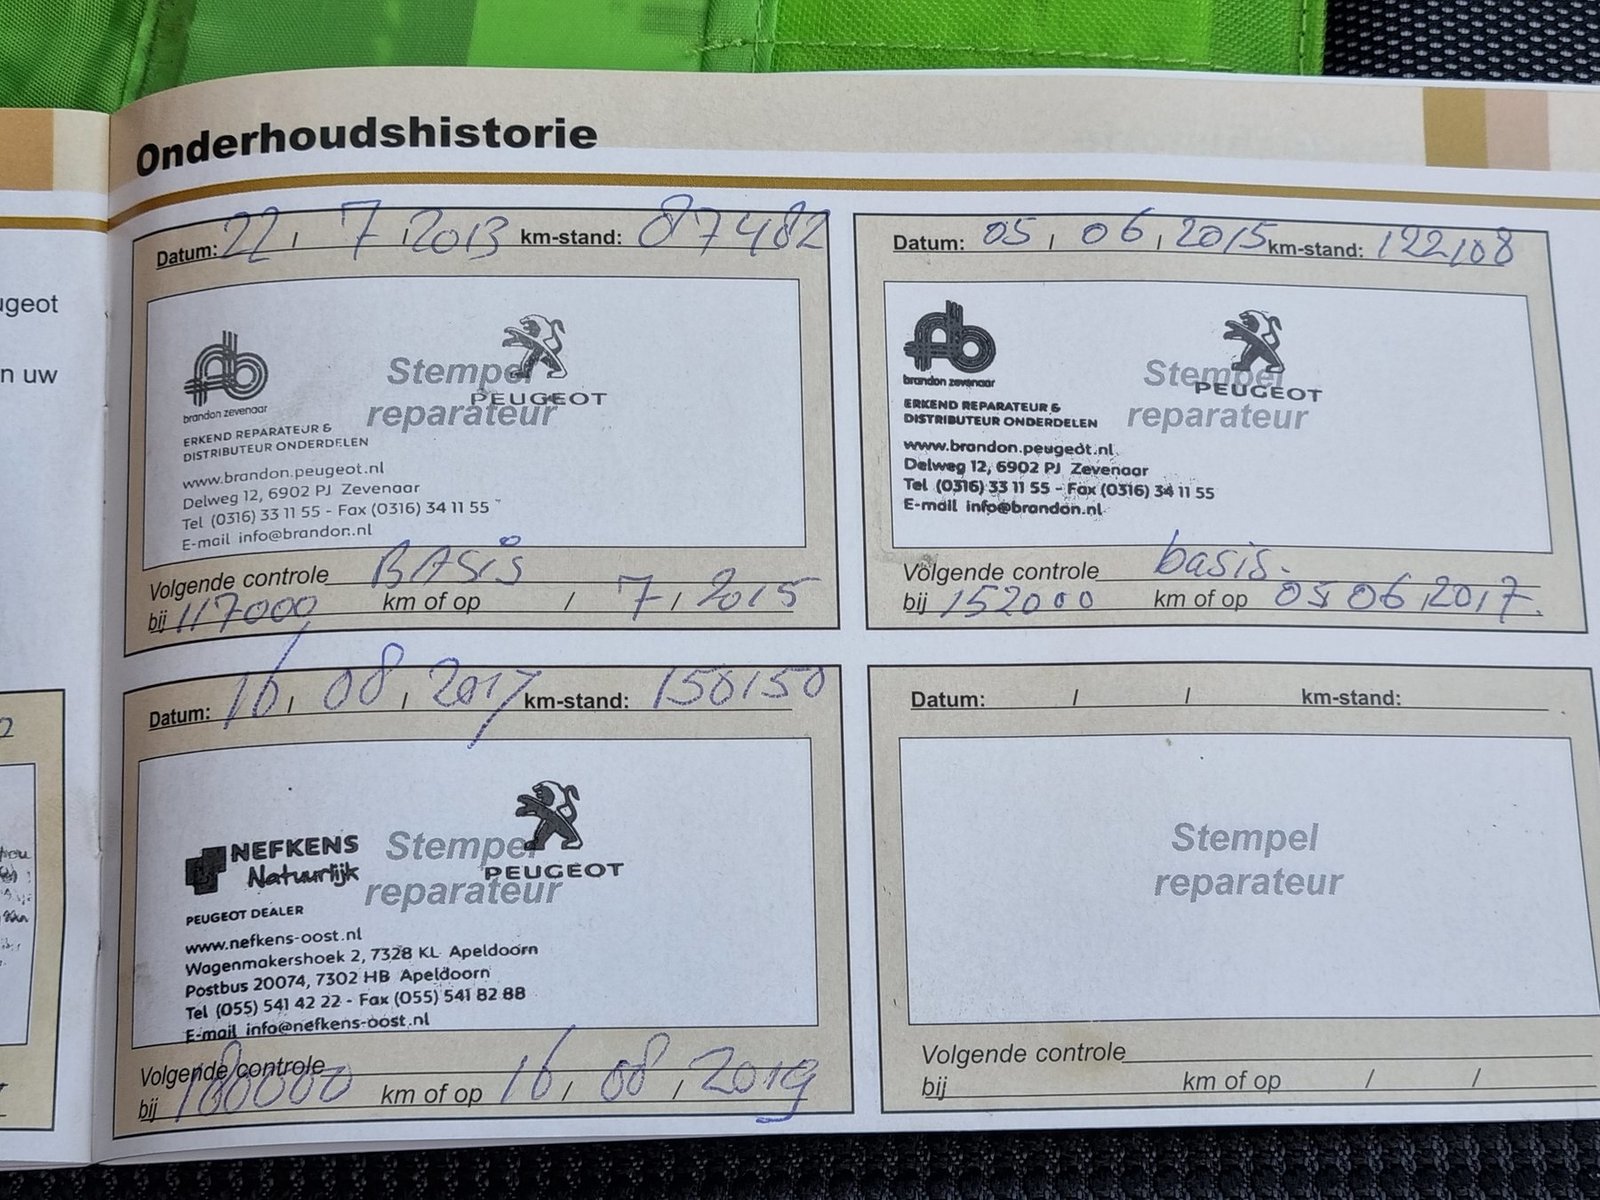 Onderhoudshistorie
ugeot
n uw
Datum: 22 / 7 / 2013 km-stand: 87482
Stempel
reparateur
brandon zevenaar
PEUGEOT
ERKEND REPARATEUR &
DISTRIBUTEUR ONDERDELEN
www.brandon.peugeot.nl
Delweg 12, 6902 PJ Zevenaar
Tel (0316) 33 11 55 - Fax (0316) 34 11 55
E-mail info@brandon.nl
Volgende controle BASIS
bij 117000 km of op / 7 / 2015
Datum: 05 / 06 / 2015 km-stand: 122108
Stempel
reparateur
brandon zevenaar
PEUGEOT
ERKEND REPARATEUR &
DISTRIBUTEUR ONDERDELEN
www.brandon.peugeot.nl
Delweg 12, 6902 PJ Zevenaar
Tel (0316) 33 11 55 - Fax (0316) 34 11 55
E-mail info@brandon.nl
Volgende controle basis.
bij 152000 km of op 05 06 / 2017.
Datum: 16 / 08 / 2017 km-stand: 150150
Stempel
reparateur
NEFKENS
Natuurlijk
PEUGEOT
PEUGEOT DEALER
www.nefkens-oost.nl
Wagenmakershoek 2, 7328 KL Apeldoorn
Postbus 20074, 7302 HB Apeldoorn
Tel (055) 541 42 22 - Fax (055) 541 82 88
E-mail info@nefkens-oost.nl
Volgende controle
bij 180000 km of op 16 / 08 / 2019
Datum: / / km-stand:
Stempel
reparateur
Volgende controle
bij km of op / /